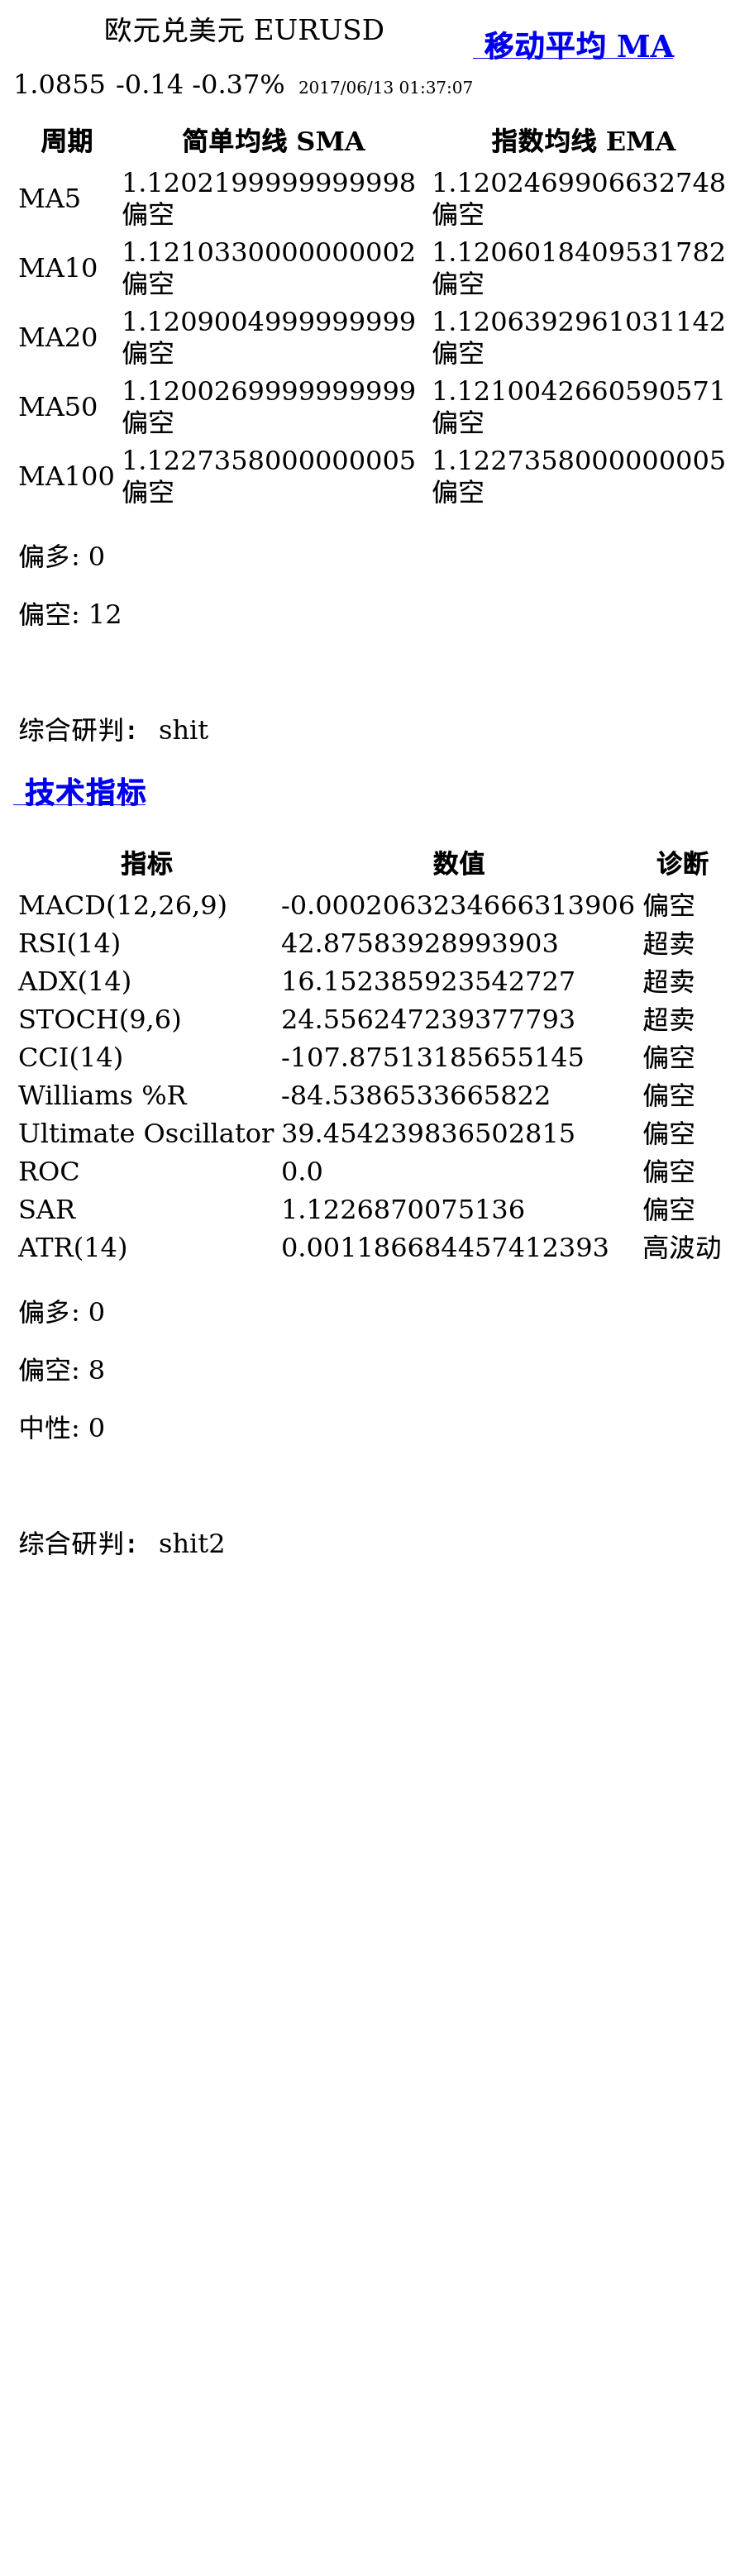 欧元兑美元 EURUSD
移动平均 MA
1.0855 -0.14 -0.37% 2017/06/13 01:37:07
周期 简单均线 SMA 指数均线 EMA
MA5 1.1202199999999998 偏空 1.1202469906632748 偏空
MA10 1.1210330000000002 偏空 1.1206018409531782 偏空
MA20 1.1209004999999999 偏空 1.1206392961031142 偏空
MA50 1.1200269999999999 偏空 1.1210042660590571 偏空
MA100 1.1227358000000005 偏空 1.1227358000000005 偏空
偏多: 0
偏空: 12
综合研判： shit
技术指标
指标 数值 诊断
MACD(12,26,9) -0.0002063234666313906 偏空
RSI(14) 42.87583928993903 超卖
ADX(14) 16.152385923542727 超卖
STOCH(9,6) 24.556247239377793 超卖
CCI(14) -107.87513185655145 偏空
Williams %R -84.5386533665822 偏空
Ultimate Oscillator 39.454239836502815 偏空
ROC 0.0 偏空
SAR 1.1226870075136 偏空
ATR(14) 0.001186684457412393 高波动
偏多: 0
偏空: 8
中性: 0
综合研判： shit2